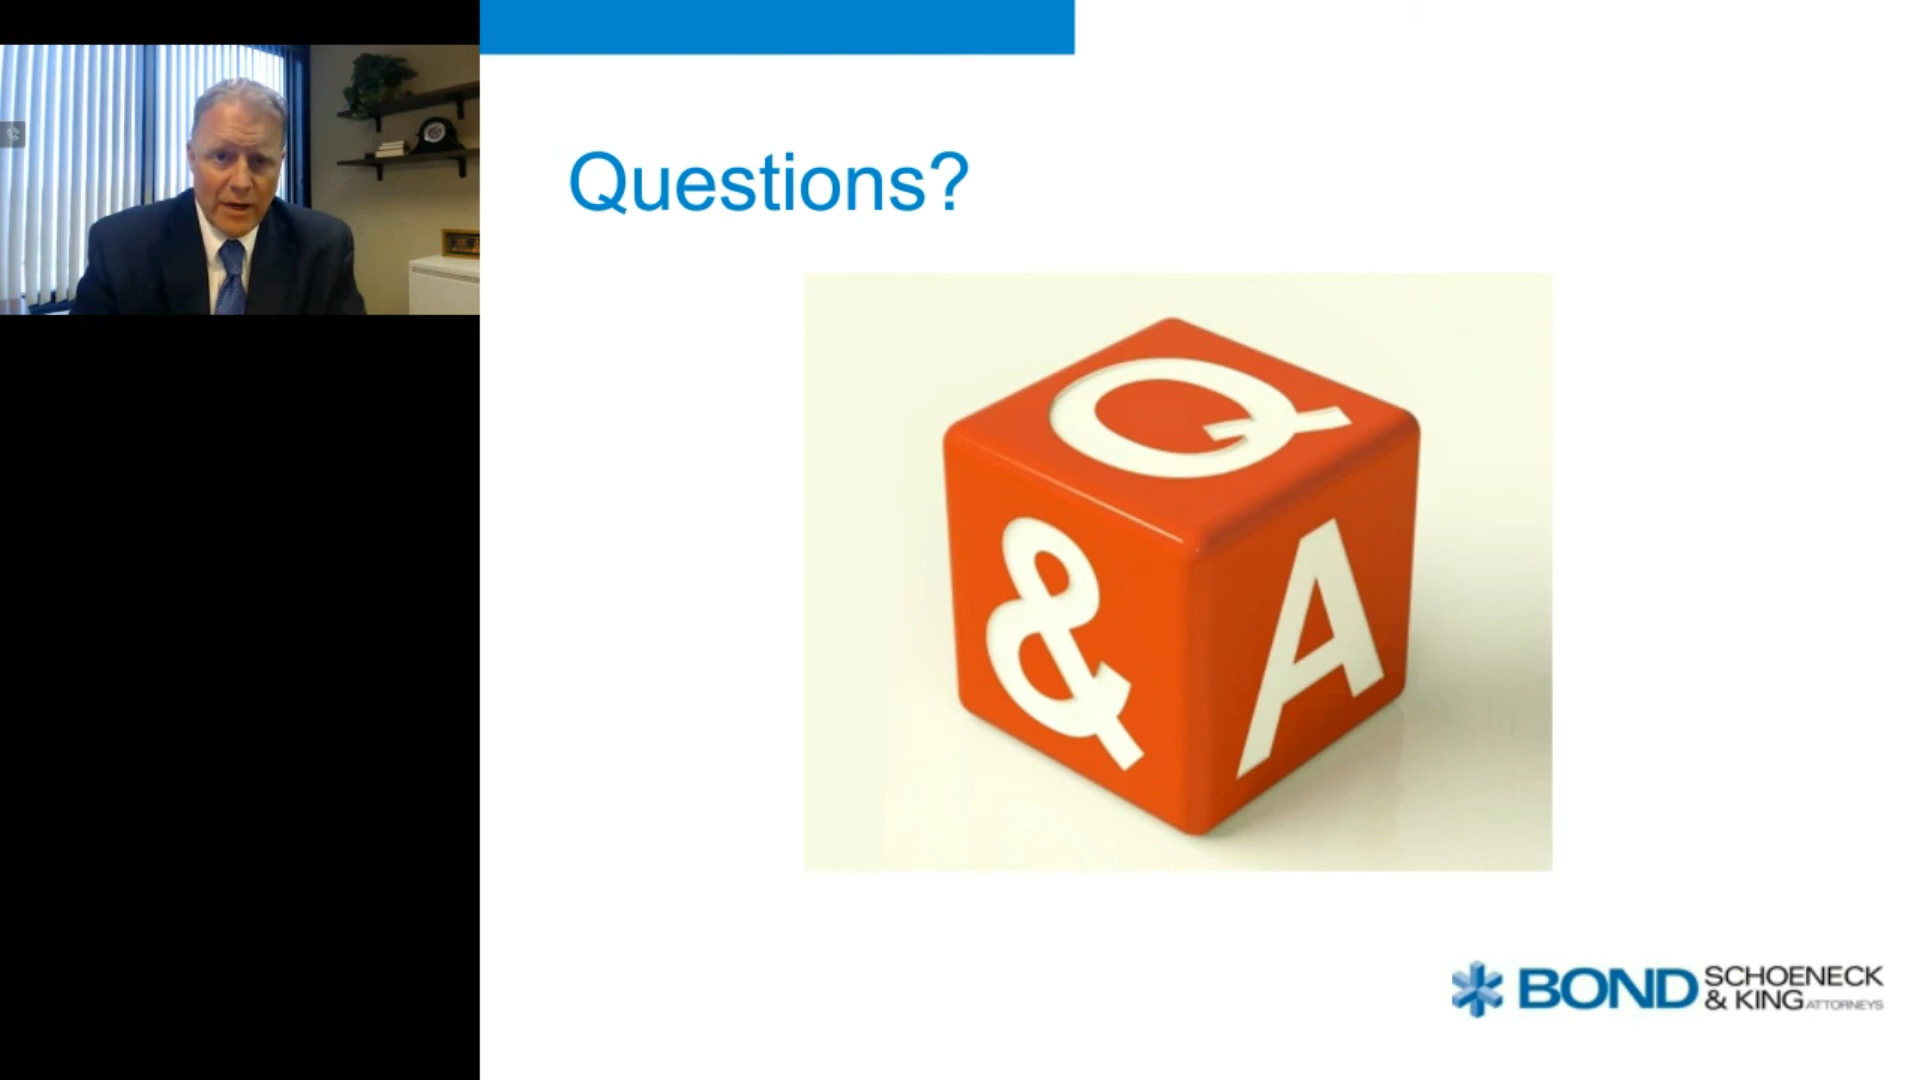 Questions?
Q
& A
BOND SCHOENECK
& KING ATTORNEYS